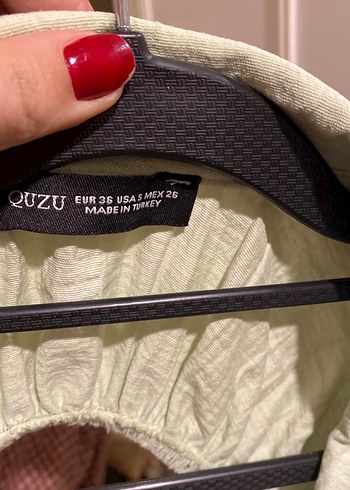 QUZU EUR 36 USA S MEX 26
MADE IN TURKEY